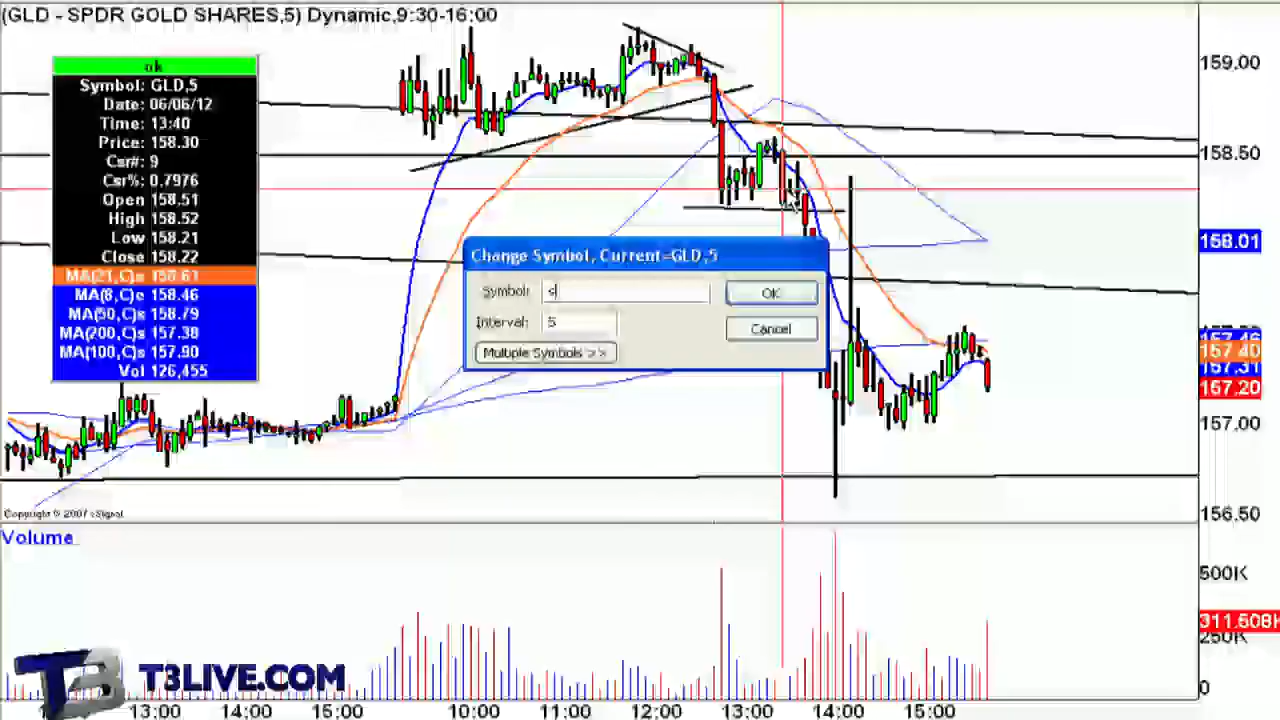 (GLD - SPDR GOLD SHARES,5) Dynamic,9:30-16:00
ok
Symbol: GLD,5
Date: 06/06/12
Time: 13:40
Price: 158.30
Csr#: 9
Csr%: 0.7976
Open 158.51
High 158.52
Low 158.21
Close 158.22
MA(21,C)e 158.61
MA(8,C)e 158.46
MA(50,C)s 158.79
MA(200,C)s 157.38
MA(100,C)s 157.90
Vol 126,455
159.00
158.50
158.01
157.40
157.31
157.20
157.00
156.50
Change Symbol, Current=GLD,5
Symbol: s
OK
Interval: 5
Cancel
Multiple Symbols >>
Copyright © 2007 eSignal
Volume
500K
311,608K
250K
0
T3 T3LIVE.COM
13:00 14:00 15:00 10:00 11:00 12:00 13:00 14:00 15:00